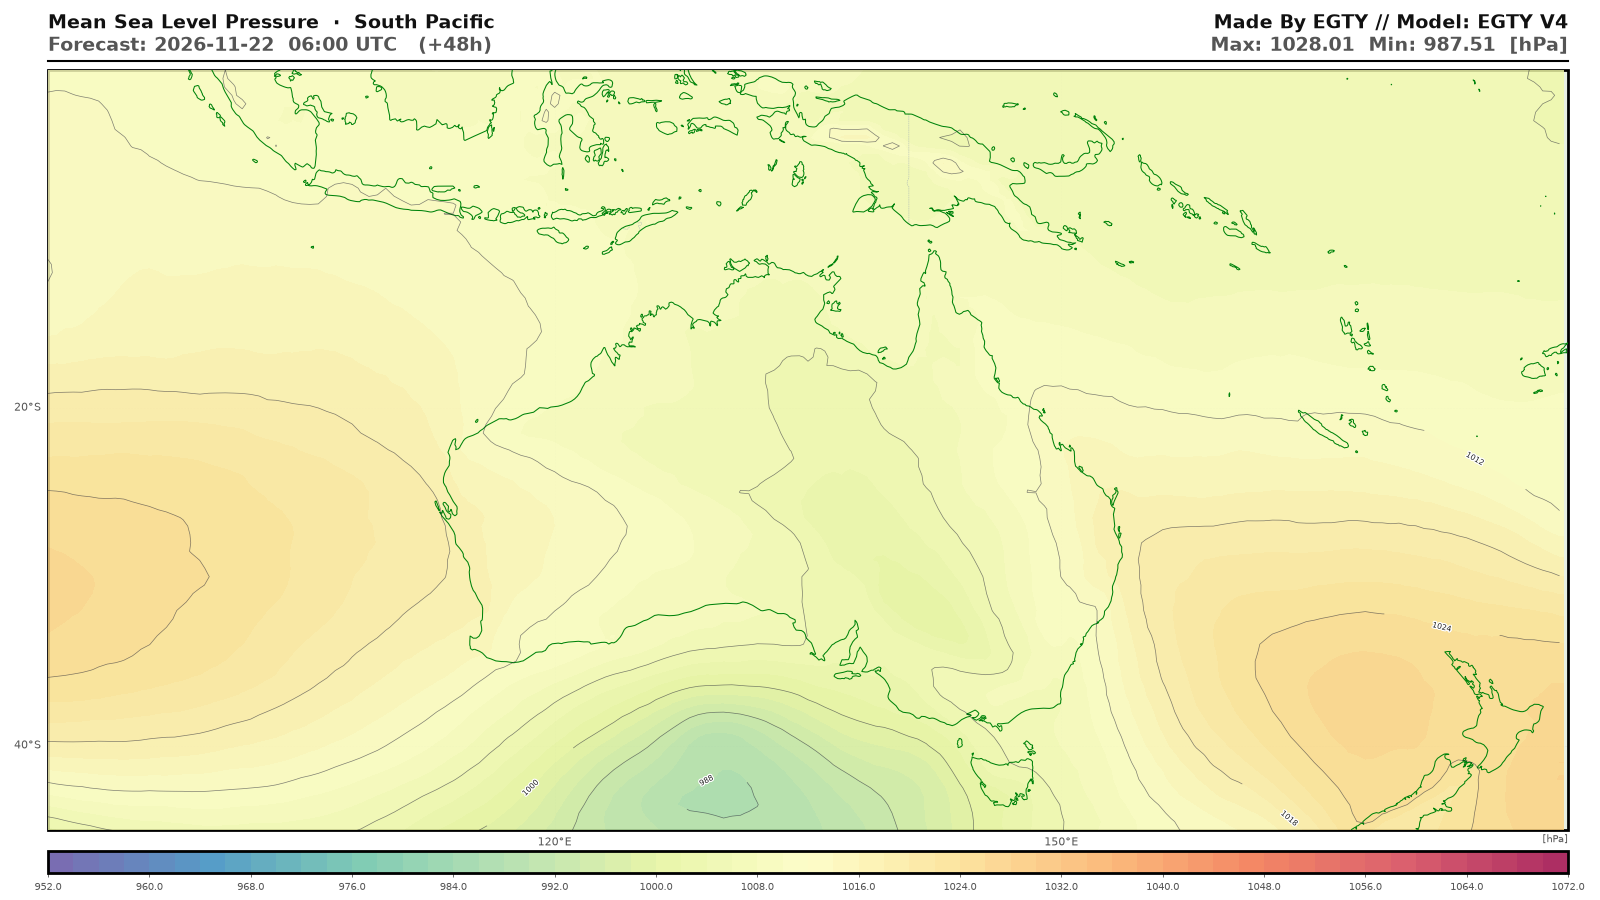 Mean Sea Level Pressure · South Pacific
Made By EGTY // Model: EGTY V4
Forecast: 2026-11-22 06:00 UTC (+48h)
Max: 1028.01 Min: 987.51 [hPa]
20°S
1012
1024
40°S
988
1000
1018
120°E
150°E
[hPa]
952.0 960.0 968.0 976.0 984.0 992.0 1000.0 1008.0 1016.0 1024.0 1032.0 1040.0 1048.0 1056.0 1064.0 1072.0